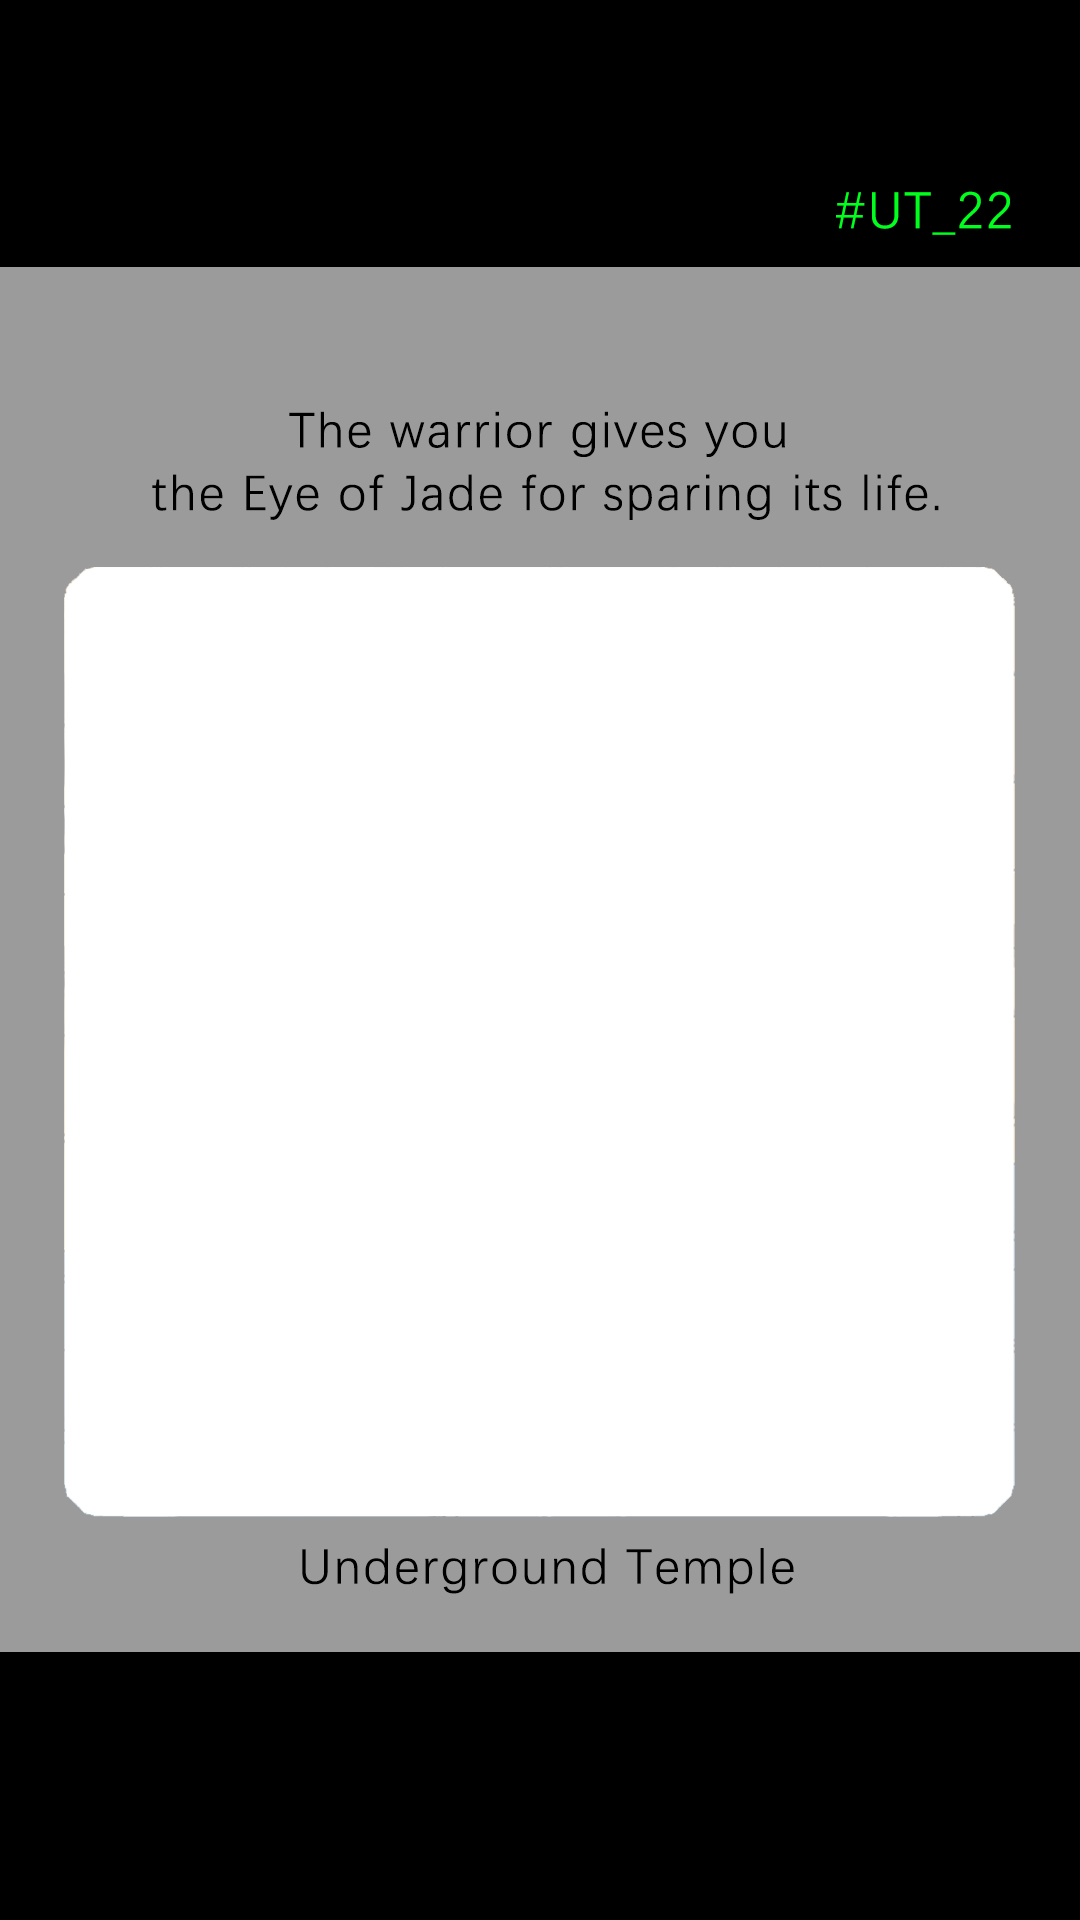 #UT_22
The warrior gives you
the Eye of Jade for sparing its life.
Underground Temple